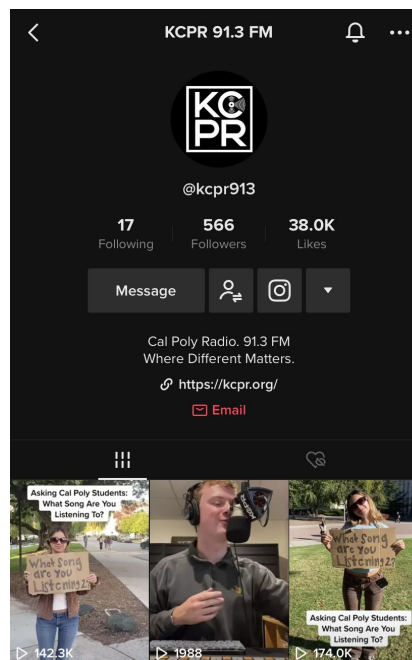 KCPR 91.3 FM
KC
PR
@kcpr913
17
Following
566
Followers
38.0K
Likes
Message
Cal Poly Radio. 91.3 FM
Where Different Matters.
https://kcpr.org/
Email
Asking Cal Poly Students:
What Song Are You
Listening To?
What Song
are You
Listening 2?
142.3K
1988
What Song
are You
Listening 2?
Asking Cal Poly Students:
What Song Are You
Listening To?
174.0K